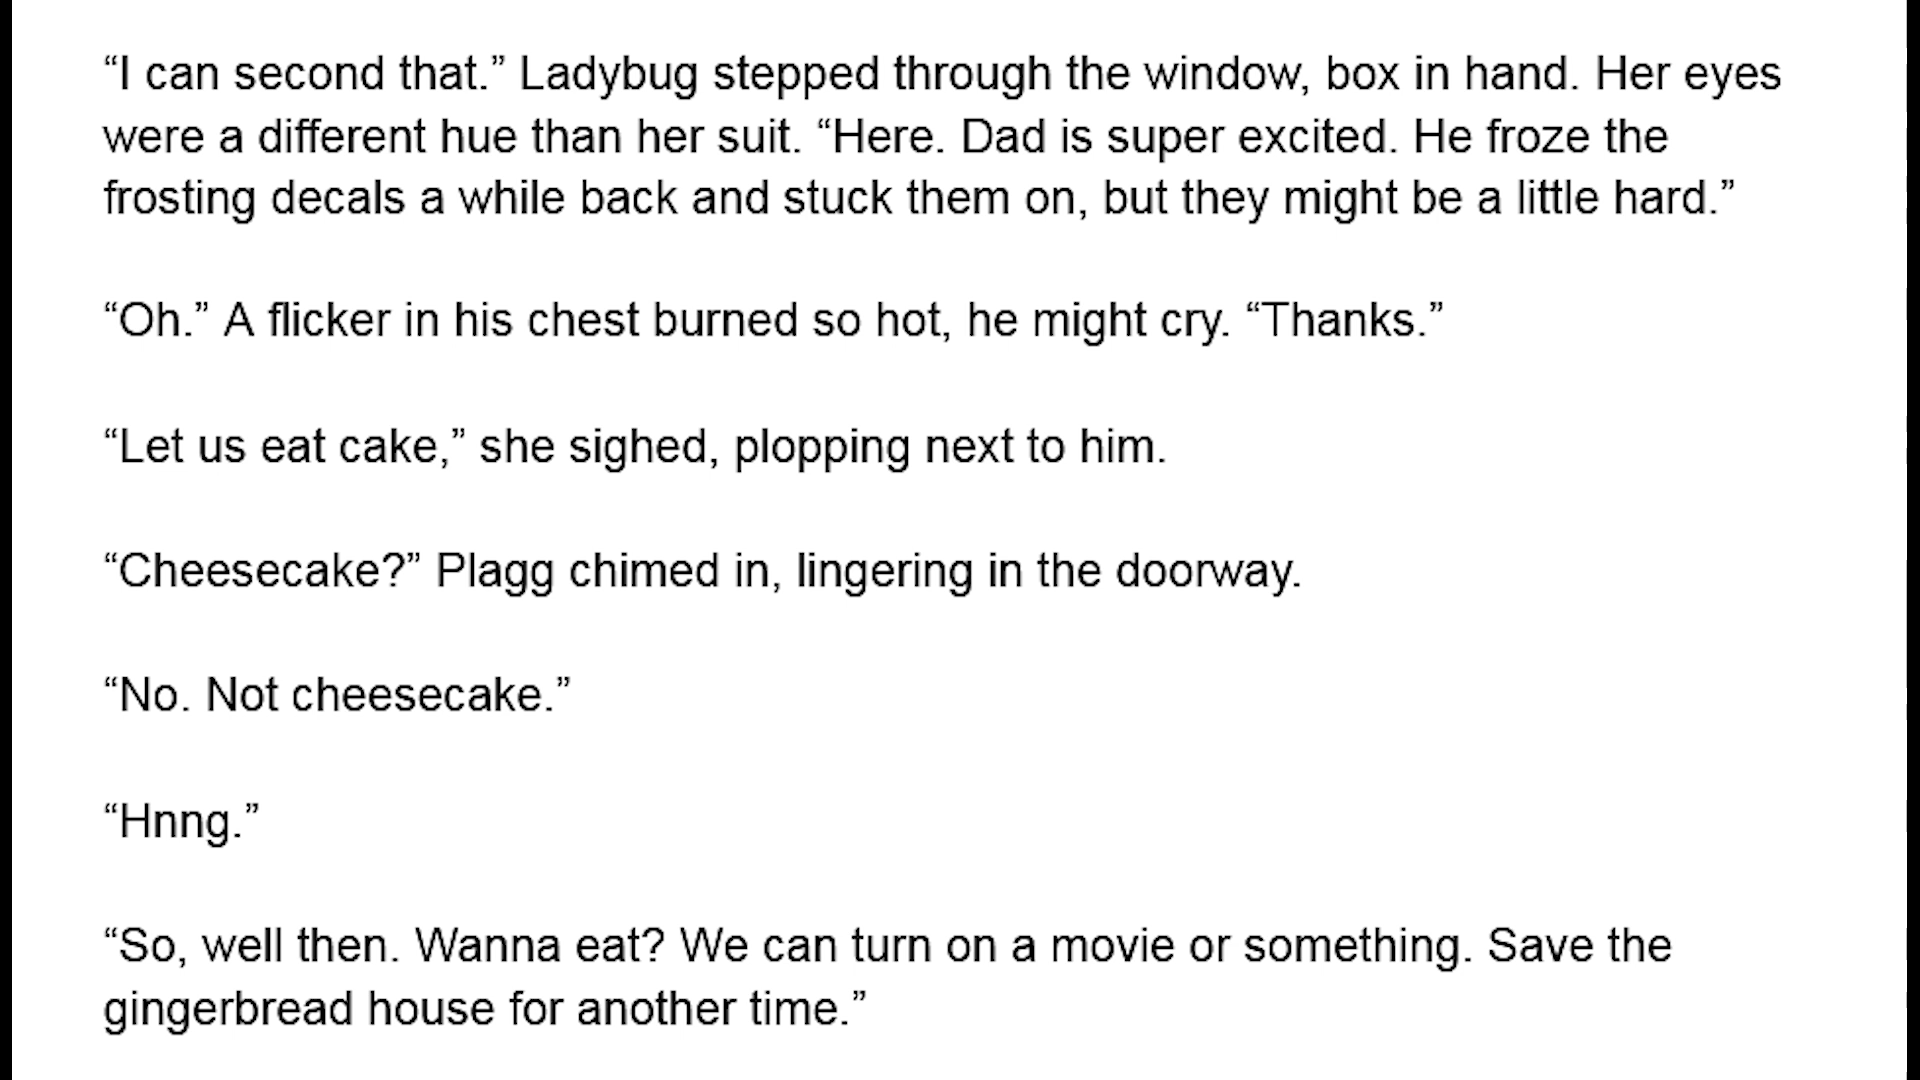 “I can second that.” Ladybug stepped through the window, box in hand. Her eyes
were a different hue than her suit. “Here. Dad is super excited. He froze the
frosting decals a while back and stuck them on, but they might be a little hard.”
“Oh.” A flicker in his chest burned so hot, he might cry. “Thanks.”
“Let us eat cake,” she sighed, plopping next to him.
“Cheesecake?” Plagg chimed in, lingering in the doorway.
“No. Not cheesecake.”
“Hnng.”
“So, well then. Wanna eat? We can turn on a movie or something. Save the
gingerbread house for another time.”